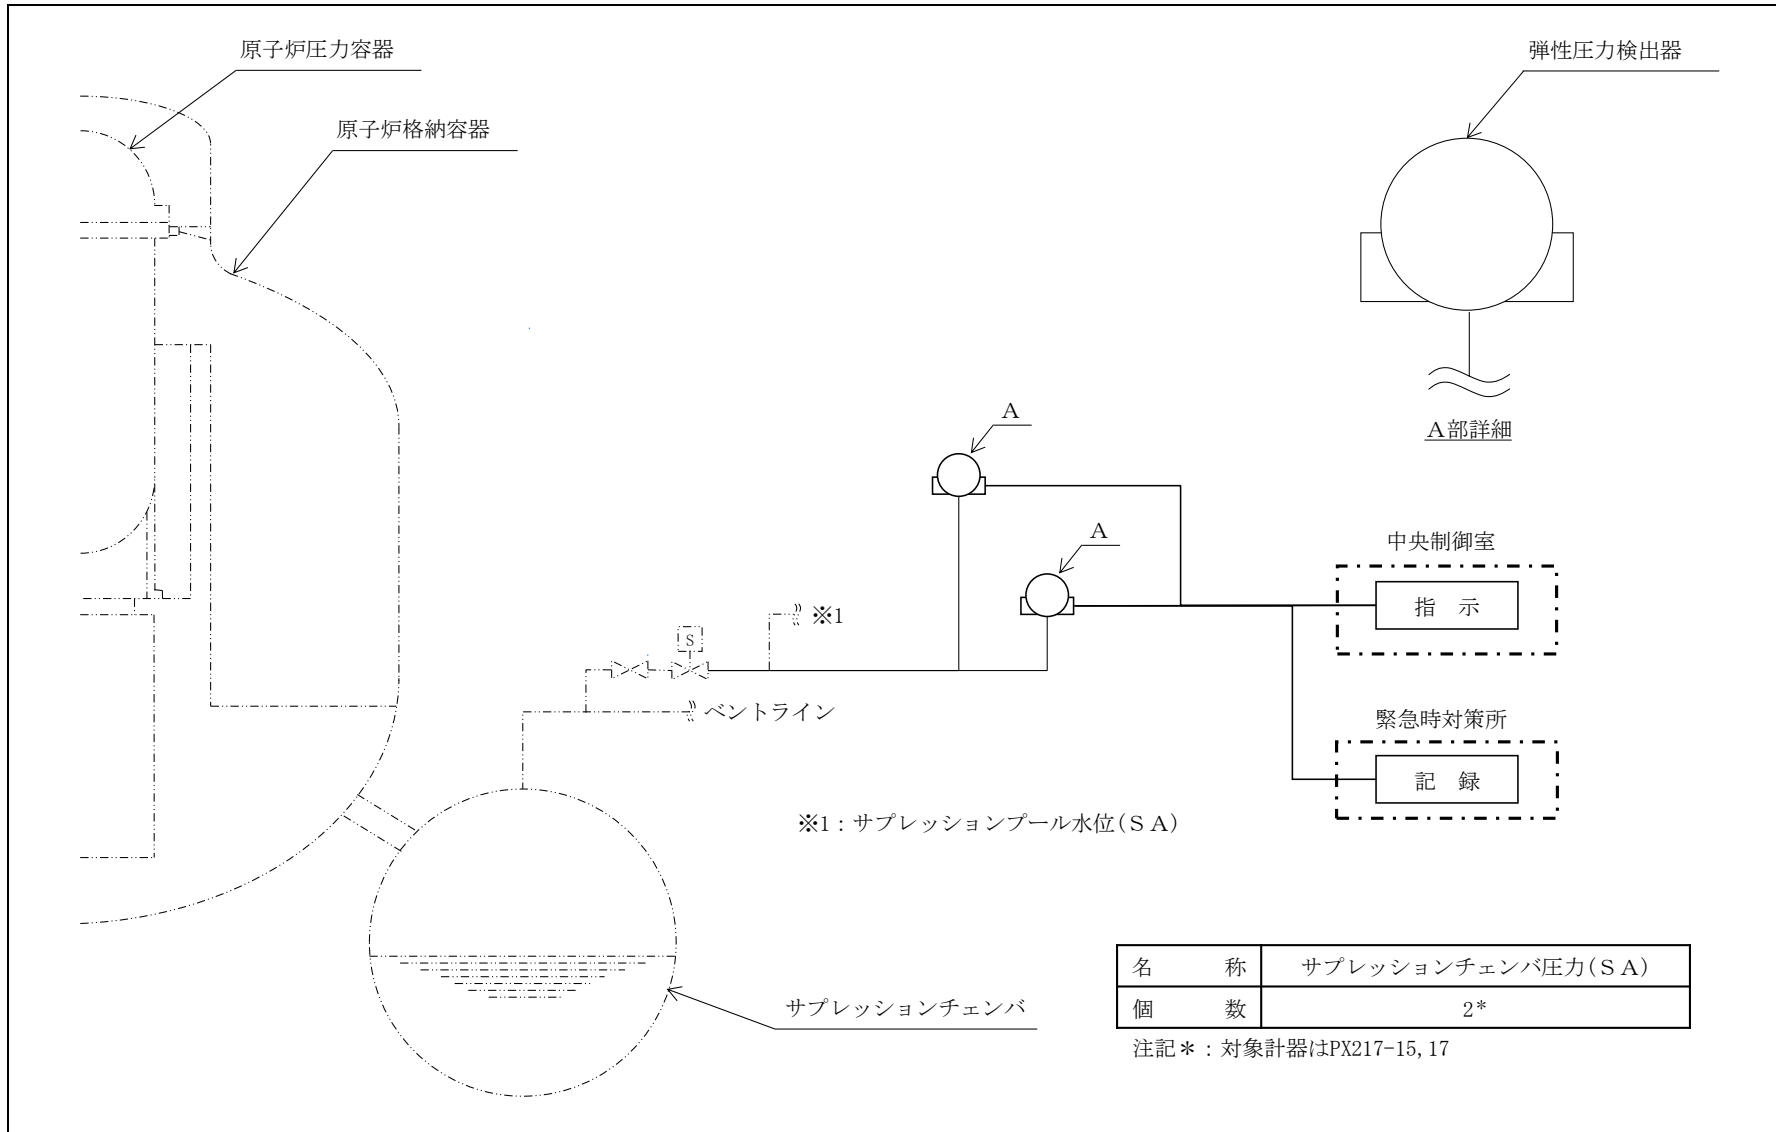 原子炉圧力容器
弾性圧力検出器
原子炉格納容器
A
A部詳細
A
中央制御室
指 示
※1
S
ベントライン
緊急時対策所
記 録
※1：サプレッションプール水位(SA)
サプレッションチェンバ
名 称 サプレッションチェンバ圧力(SA)
個 数 2*
注記＊：対象計器はPX217-15,17